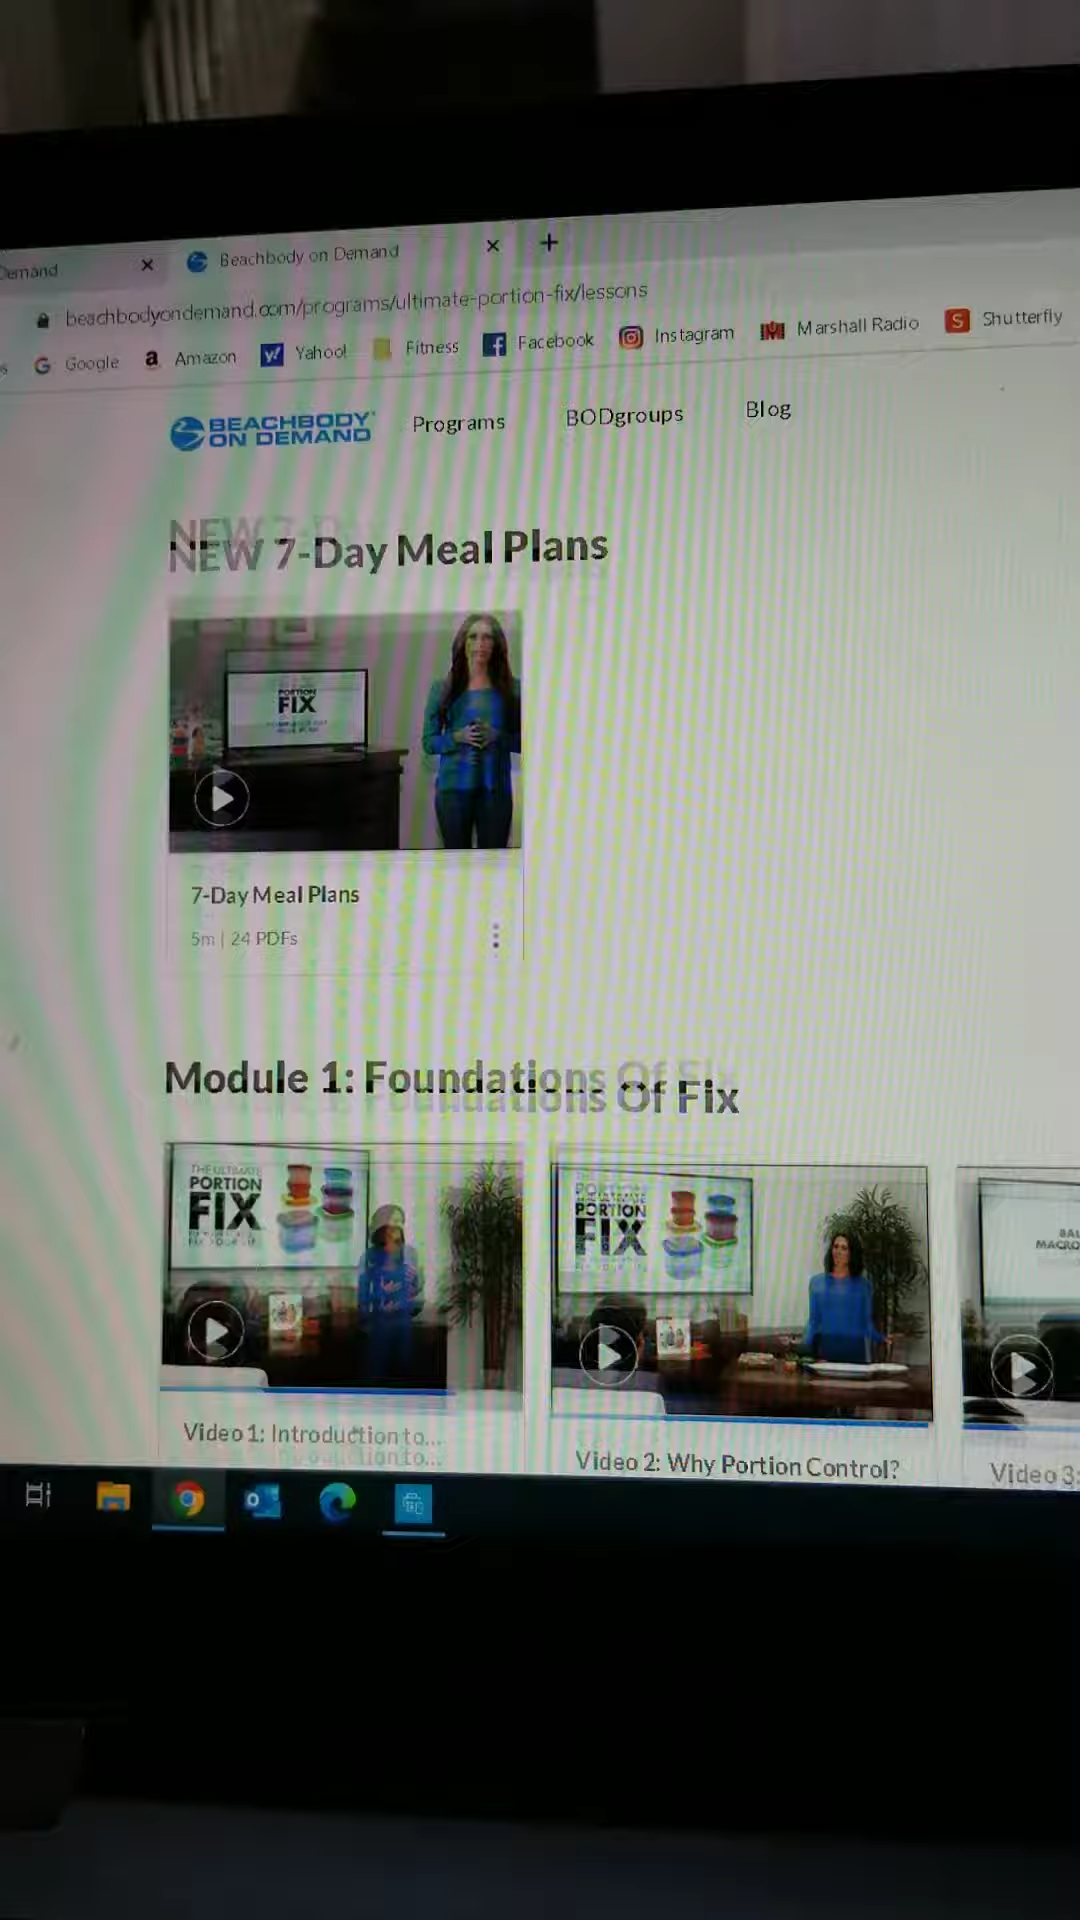 Demand
Beachbody on Demand
beachbodyondemand.com/programs/ultimate-portion-fix/lessons
s Google Amazon Yahoo! Fitness Facebook Instagram Marshall Radio Shutterfly
BEACHBODY
ON DEMAND
Programs BODgroups Blog
NEW 7-Day Meal Plans
PORTION
FIX
7-Day Meal Plans
5m | 24 PDFs
Module 1: Foundations Of Fix
THE ULTIMATE
PORTION
FIX
PORTION
FIX
MACRO
Video 1: Introduction to...
Video 2: Why Portion Control?
Video 3: